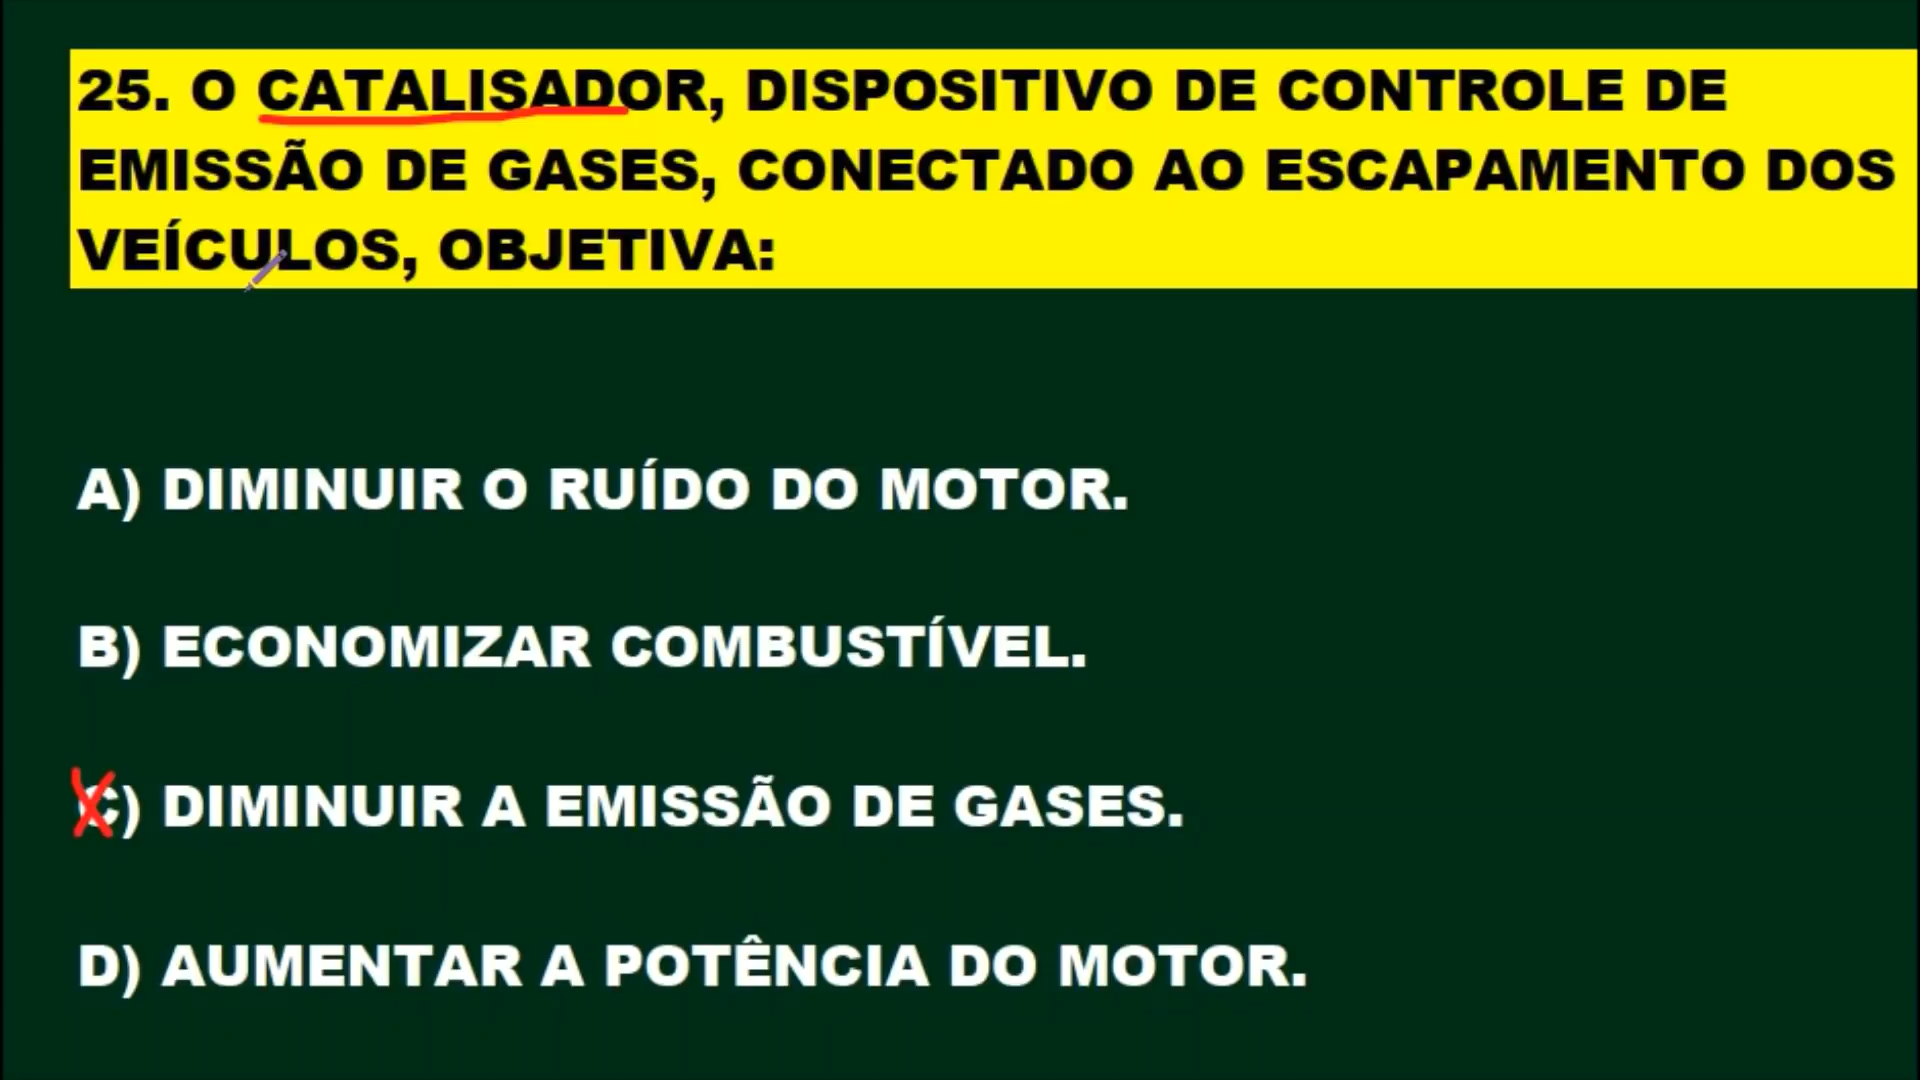 25. O CATALISADOR, DISPOSITIVO DE CONTROLE DE
EMISSÃO DE GASES, CONECTADO AO ESCAPAMENTO DOS
VEÍCULOS, OBJETIVA:
A) DIMINUIR O RUÍDO DO MOTOR.
B) ECONOMIZAR COMBUSTÍVEL.
C) DIMINUIR A EMISSÃO DE GASES.
D) AUMENTAR A POTÊNCIA DO MOTOR.